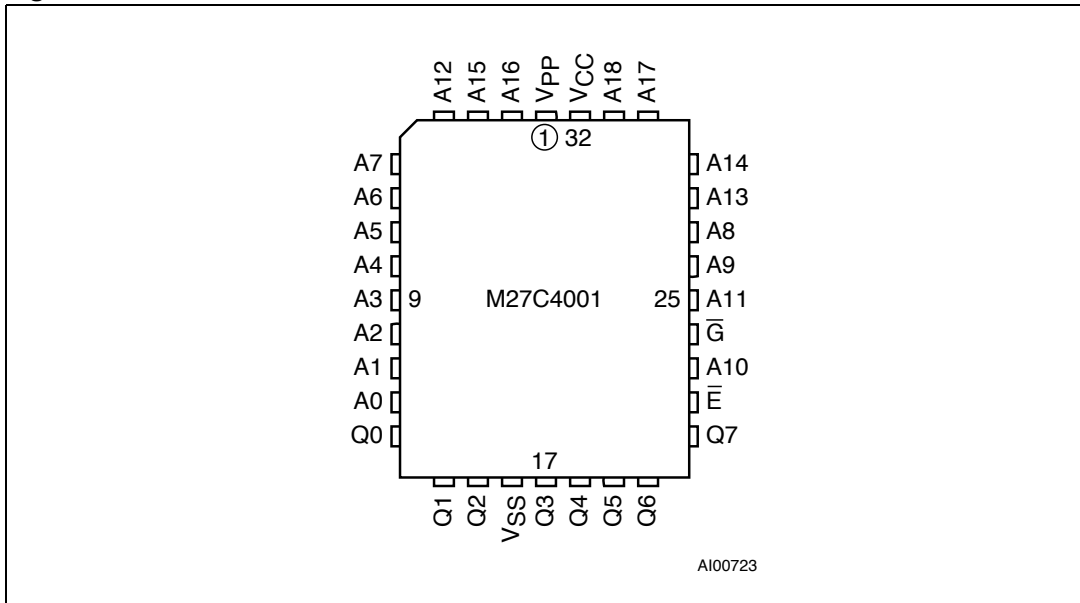 A12 A15 A16 VPP VCC A18 A17
1 32
A7 A14
A6 A13
A5 A8
A4 A9
A3 9 M27C4001 25 A11
A2 G̅
A1 A10
A0 E̅
Q0 Q7
17
Q1 Q2 VSS Q3 Q4 Q5 Q6
AI00723